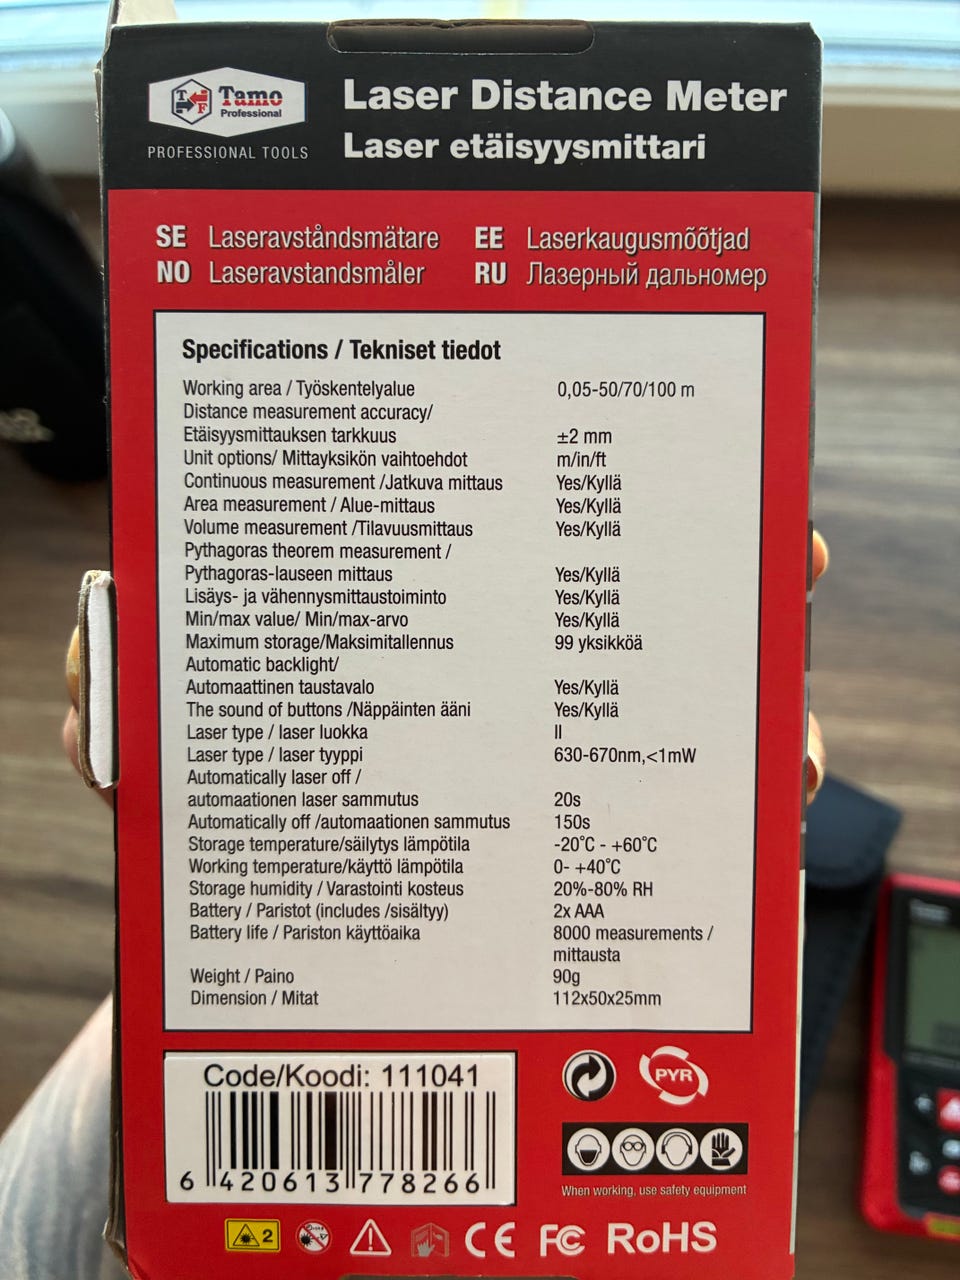 Tamo
Professional
T
F
PROFESSIONAL TOOLS
Laser Distance Meter
Laser etäisyysmittari
SE Laseravståndsmätare
EE Laserkaugusmõõtjad
NO Laseravstandsmåler
RU Лазерный дальномер
Specifications / Tekniset tiedot
Working area / Työskentelyalue 0,05-50/70/100 m
Distance measurement accuracy/
Etäisyysmittauksen tarkkuus ±2 mm
Unit options/ Mittayksikön vaihtoehdot m/in/ft
Continuous measurement /Jatkuva mittaus Yes/Kyllä
Area measurement / Alue-mittaus Yes/Kyllä
Volume measurement /Tilavuusmittaus Yes/Kyllä
Pythagoras theorem measurement /
Pythagoras-lauseen mittaus Yes/Kyllä
Lisäys- ja vähennysmittaustoiminto Yes/Kyllä
Min/max value/ Min/max-arvo Yes/Kyllä
Maximum storage/Maksimitallennus 99 yksikköä
Automatic backlight/
Automaattinen taustavalo Yes/Kyllä
The sound of buttons /Näppäinten ääni Yes/Kyllä
Laser type / laser luokka II
Laser type / laser tyyppi 630-670nm,<1mW
Automatically laser off /
automaationen laser sammutus 20s
Automatically off /automaationen sammutus 150s
Storage temperature/säilytys lämpötila -20°C - +60°C
Working temperature/käyttö lämpötila 0- +40°C
Storage humidity / Varastointi kosteus 20%-80% RH
Battery / Paristot (includes /sisältyy) 2x AAA
Battery life / Pariston käyttöaika 8000 measurements /
mittausta
Weight / Paino 90g
Dimension / Mitat 112x50x25mm
Code/Koodi: 111041
6 420613 778266
PYR
When working, use safety equipment
2
CE FC RoHS